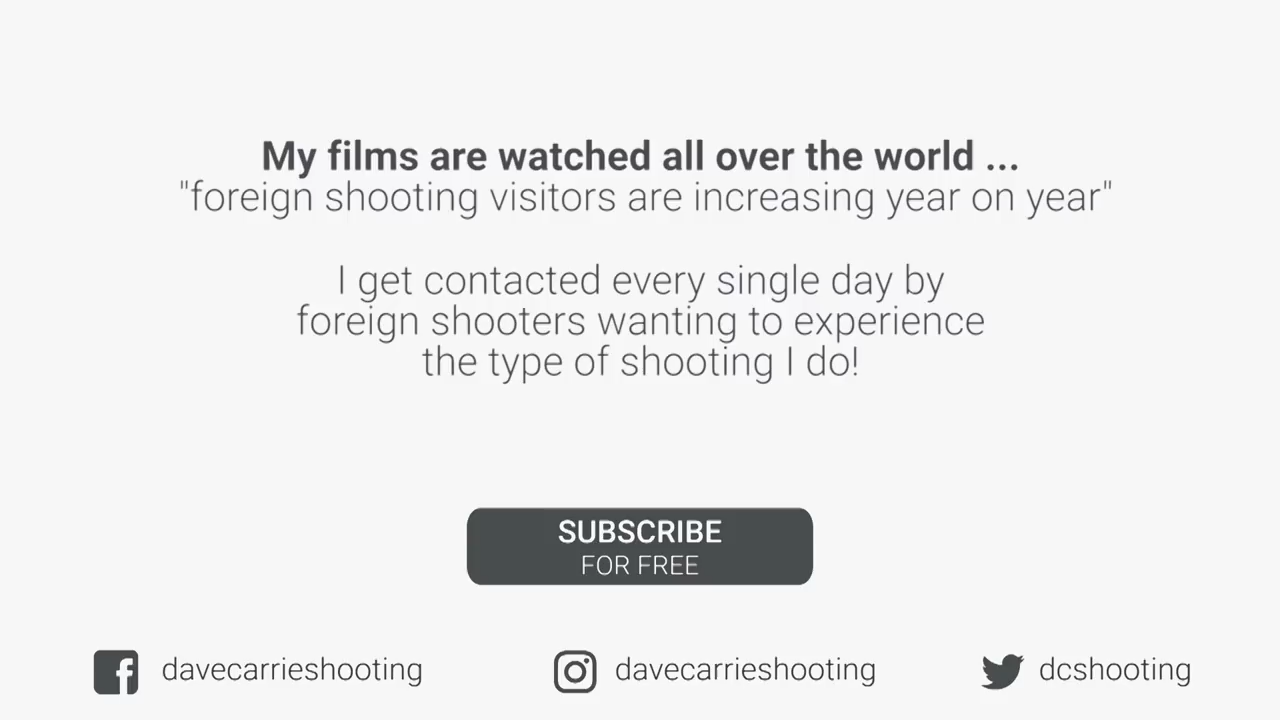 My films are watched all over the world ...
"foreign shooting visitors are increasing year on year"
I get contacted every single day by
foreign shooters wanting to experience
the type of shooting I do!
SUBSCRIBE
FOR FREE
davecarrieshooting
davecarrieshooting
dcshooting